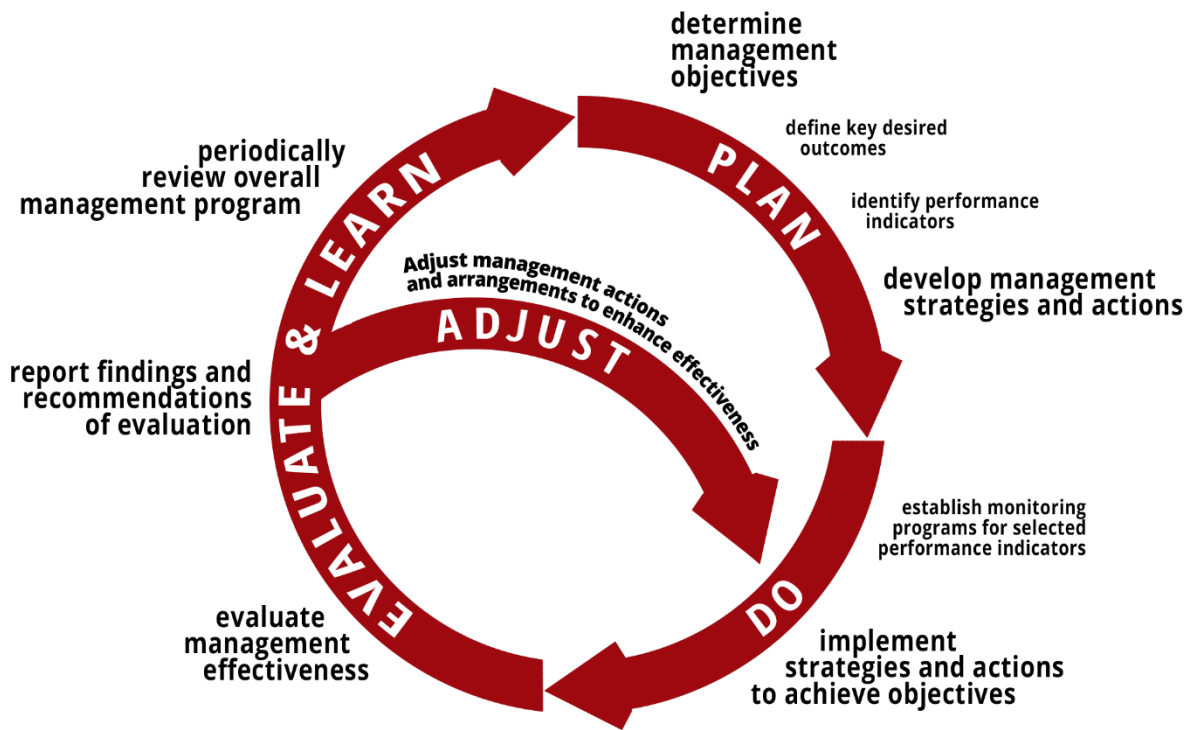 determine
management
objectives
define key desired
outcomes
identify performance
indicators
develop management
strategies and actions
PLAN
establish monitoring
programs for selected
performance indicators
DO
implement
strategies and actions
to achieve objectives
evaluate
management
effectiveness
EVALUATE & LEARN
report findings and
recommendations
of evaluation
periodically
review overall
management program
Adjust management actions
and arrangements to enhance effectiveness
ADJUST